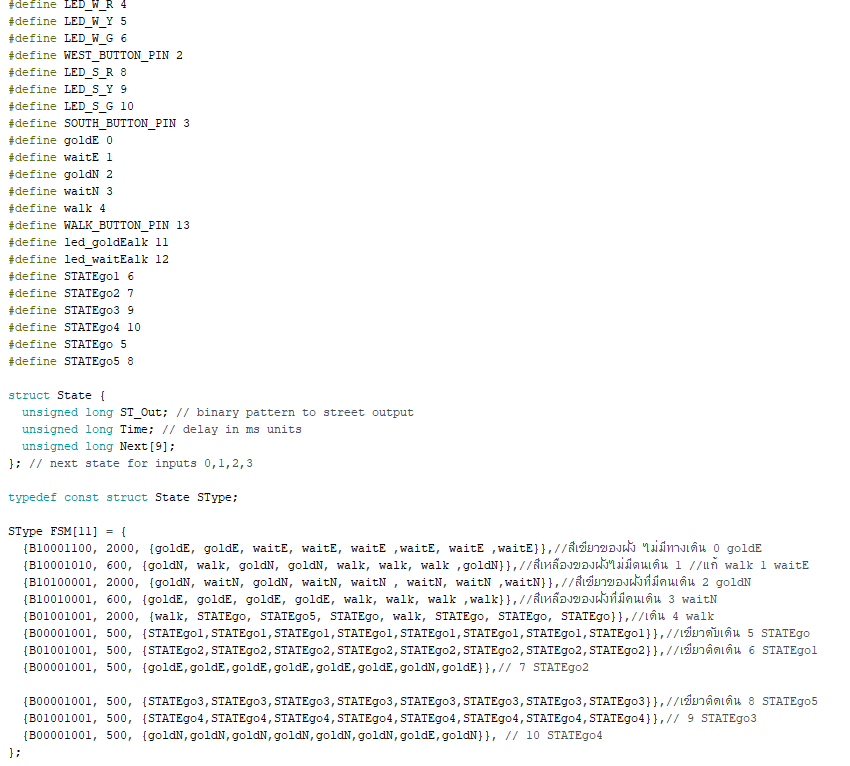 #define LED_W_R 4
#define LED_W_Y 5
#define LED_W_G 6
#define WEST_BUTTON_PIN 2
#define LED_S_R 8
#define LED_S_Y 9
#define LED_S_G 10
#define SOUTH_BUTTON_PIN 3
#define goldE 0
#define waitE 1
#define goldN 2
#define waitN 3
#define walk 4
#define WALK_BUTTON_PIN 13
#define led_goldEalk 11
#define led_waitEalk 12
#define STATEgo1 6
#define STATEgo2 7
#define STATEgo3 9
#define STATEgo4 10
#define STATEgo 5
#define STATEgo5 8
struct State {
unsigned long ST_Out; // binary pattern to street output
unsigned long Time; // delay in ms units
unsigned long Next[9];
}; // next state for inputs 0,1,2,3
typedef const struct State SType;
SType FSM[11] = {
{B10001100, 2000, {goldE, goldE, waitE, waitE, waitE ,waitE, waitE ,waitE}},//สีเขียวของฝั่ง ไม่มีทางเดิน 0 goldE
{B10001010, 600, {goldN, walk, goldN, goldN, walk, walk, walk ,goldN}},//สีเหลืองของฝั่งไม่มีคนเดิน 1 //แก้ walk 1 waitE
{B10100001, 2000, {goldN, waitN, goldN, waitN, waitN , waitN, waitN ,waitN}},//สีเขียวของฝั่งที่มีคนเดิน 2 goldN
{B10010001, 600, {goldE, goldE, goldE, goldE, walk, walk, walk ,walk}},//สีเหลืองของฝั่งที่มีคนเดิน 3 waitN
{B01001001, 2000, {walk, STATEgo, STATEgo5, STATEgo, walk, STATEgo, STATEgo, STATEgo}},//เดิน 4 walk
{B00001001, 500, {STATEgo1,STATEgo1,STATEgo1,STATEgo1,STATEgo1,STATEgo1,STATEgo1,STATEgo1}},//เขียวดับเดิน 5 STATEgo
{B01001001, 500, {STATEgo2,STATEgo2,STATEgo2,STATEgo2,STATEgo2,STATEgo2,STATEgo2,STATEgo2}},//เขียวติดเดิน 6 STATEgo1
{B00001001, 500, {goldE,goldE,goldE,goldE,goldE,goldE,goldN,goldE}},// 7 STATEgo2
{B00001001, 500, {STATEgo3,STATEgo3,STATEgo3,STATEgo3,STATEgo3,STATEgo3,STATEgo3,STATEgo3}},//เขียวติดเดิน 8 STATEgo5
{B01001001, 500, {STATEgo4,STATEgo4,STATEgo4,STATEgo4,STATEgo4,STATEgo4,STATEgo4,STATEgo4}},// 9 STATEgo3
{B00001001, 500, {goldN,goldN,goldN,goldN,goldN,goldN,goldE,goldN}}, // 10 STATEgo4
};